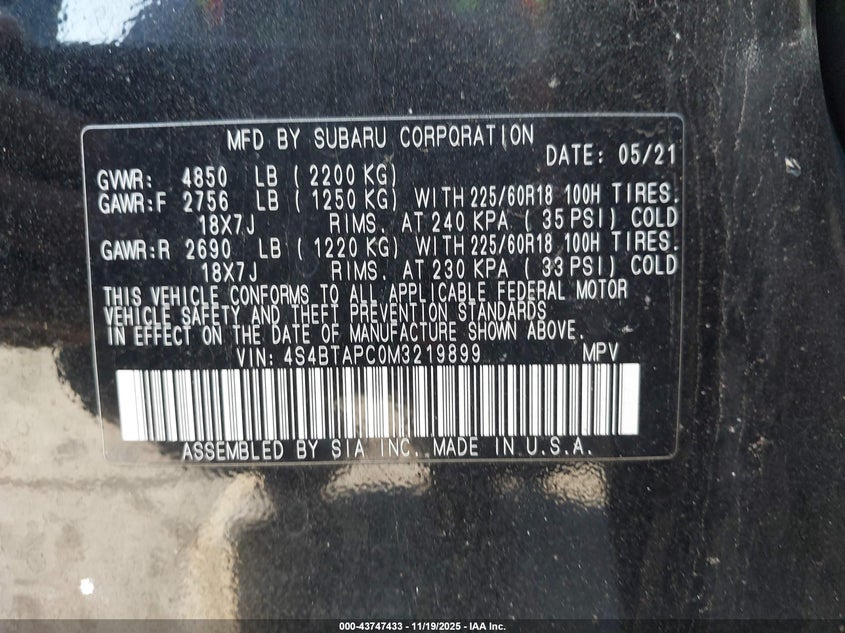 MFD BY SUBARU CORPORATION
DATE: 05/21
GVWR: 4850 LB ( 2200 KG)
GAWR:F 2756 LB ( 1250 KG) WITH 225/60R18 100H TIRES.
18X7J RIMS. AT 240 KPA ( 35 PSI) COLD
GAWR:R 2690 LB ( 1220 KG) WITH 225/60R18 100H TIRES.
18X7J RIMS. AT 230 KPA ( 33 PSI) COLD
THIS VEHICLE CONFORMS TO ALL APPLICABLE FEDERAL MOTOR
VEHICLE SAFETY AND THEFT PREVENTION STANDARDS
IN EFFECT ON THE DATE OF MANUFACTURE SHOWN ABOVE.
VIN: 4S4BTAPC0M3219899 MPV
ASSEMBLED BY SIA INC. MADE IN U.S.A.
000-43747433 - 11/19/2025 - IAA Inc.